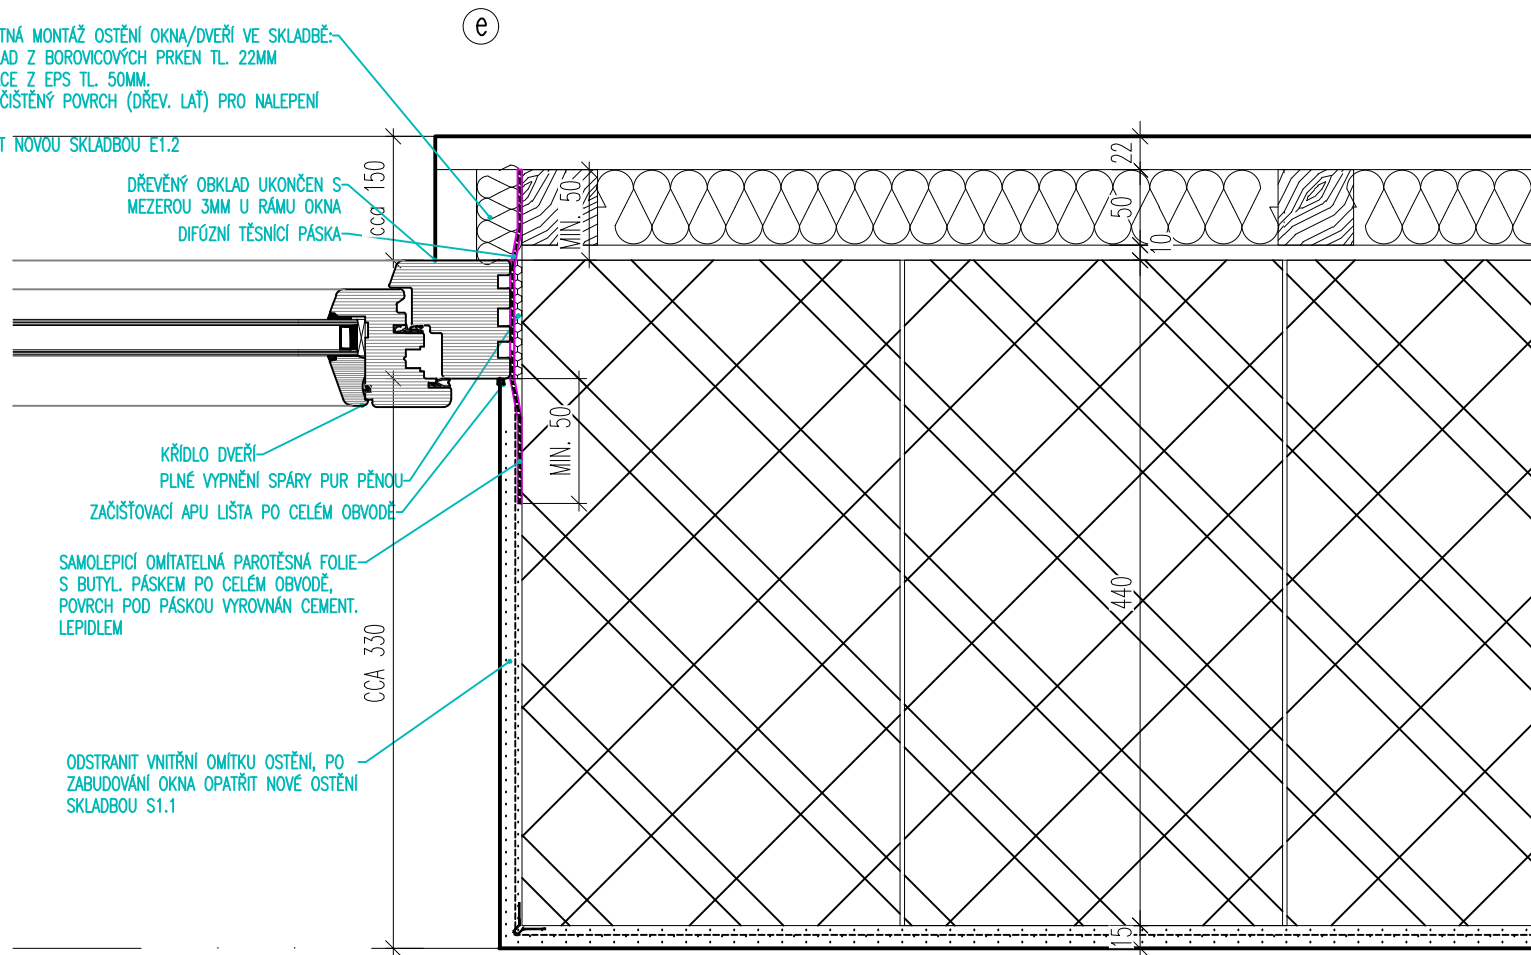 e
TNÁ MONTÁŽ OSTĚNÍ OKNA/DVEŘÍ VE SKLADBĚ:
AD Z BOROVICOVÝCH PRKEN TL. 22MM
CE Z EPS TL. 50MM.
ČIŠTĚNÝ POVRCH (DŘEV. LAŤ) PRO NALEPENÍ
T NOVOU SKLADBOU E1.2
DŘEVĚNÝ OBKLAD UKONČEN S
MEZEROU 3MM U RÁMU OKNA
DIFÚZNÍ TĚSNÍCÍ PÁSKA
cca 150
MIN. 50
22
50
10
KŘÍDLO DVEŘÍ
PLNÉ VYPNĚNÍ SPÁRY PUR PĚNOU
ZAČIŠŤOVACÍ APU LIŠTA PO CELÉM OBVODĚ
MIN. 50
SAMOLEPICÍ OMÍTATELNÁ PAROTĚSNÁ FOLIE
S BUTYL. PÁSKEM PO CELÉM OBVODĚ,
POVRCH POD PÁSKOU VYROVNÁN CEMENT.
LEPIDLEM
CCA 330
440
ODSTRANIT VNITŘNÍ OMÍTKU OSTĚNÍ, PO
ZABUDOVÁNÍ OKNA OPATŘIT NOVÉ OSTĚNÍ
SKLADBOU S1.1
15